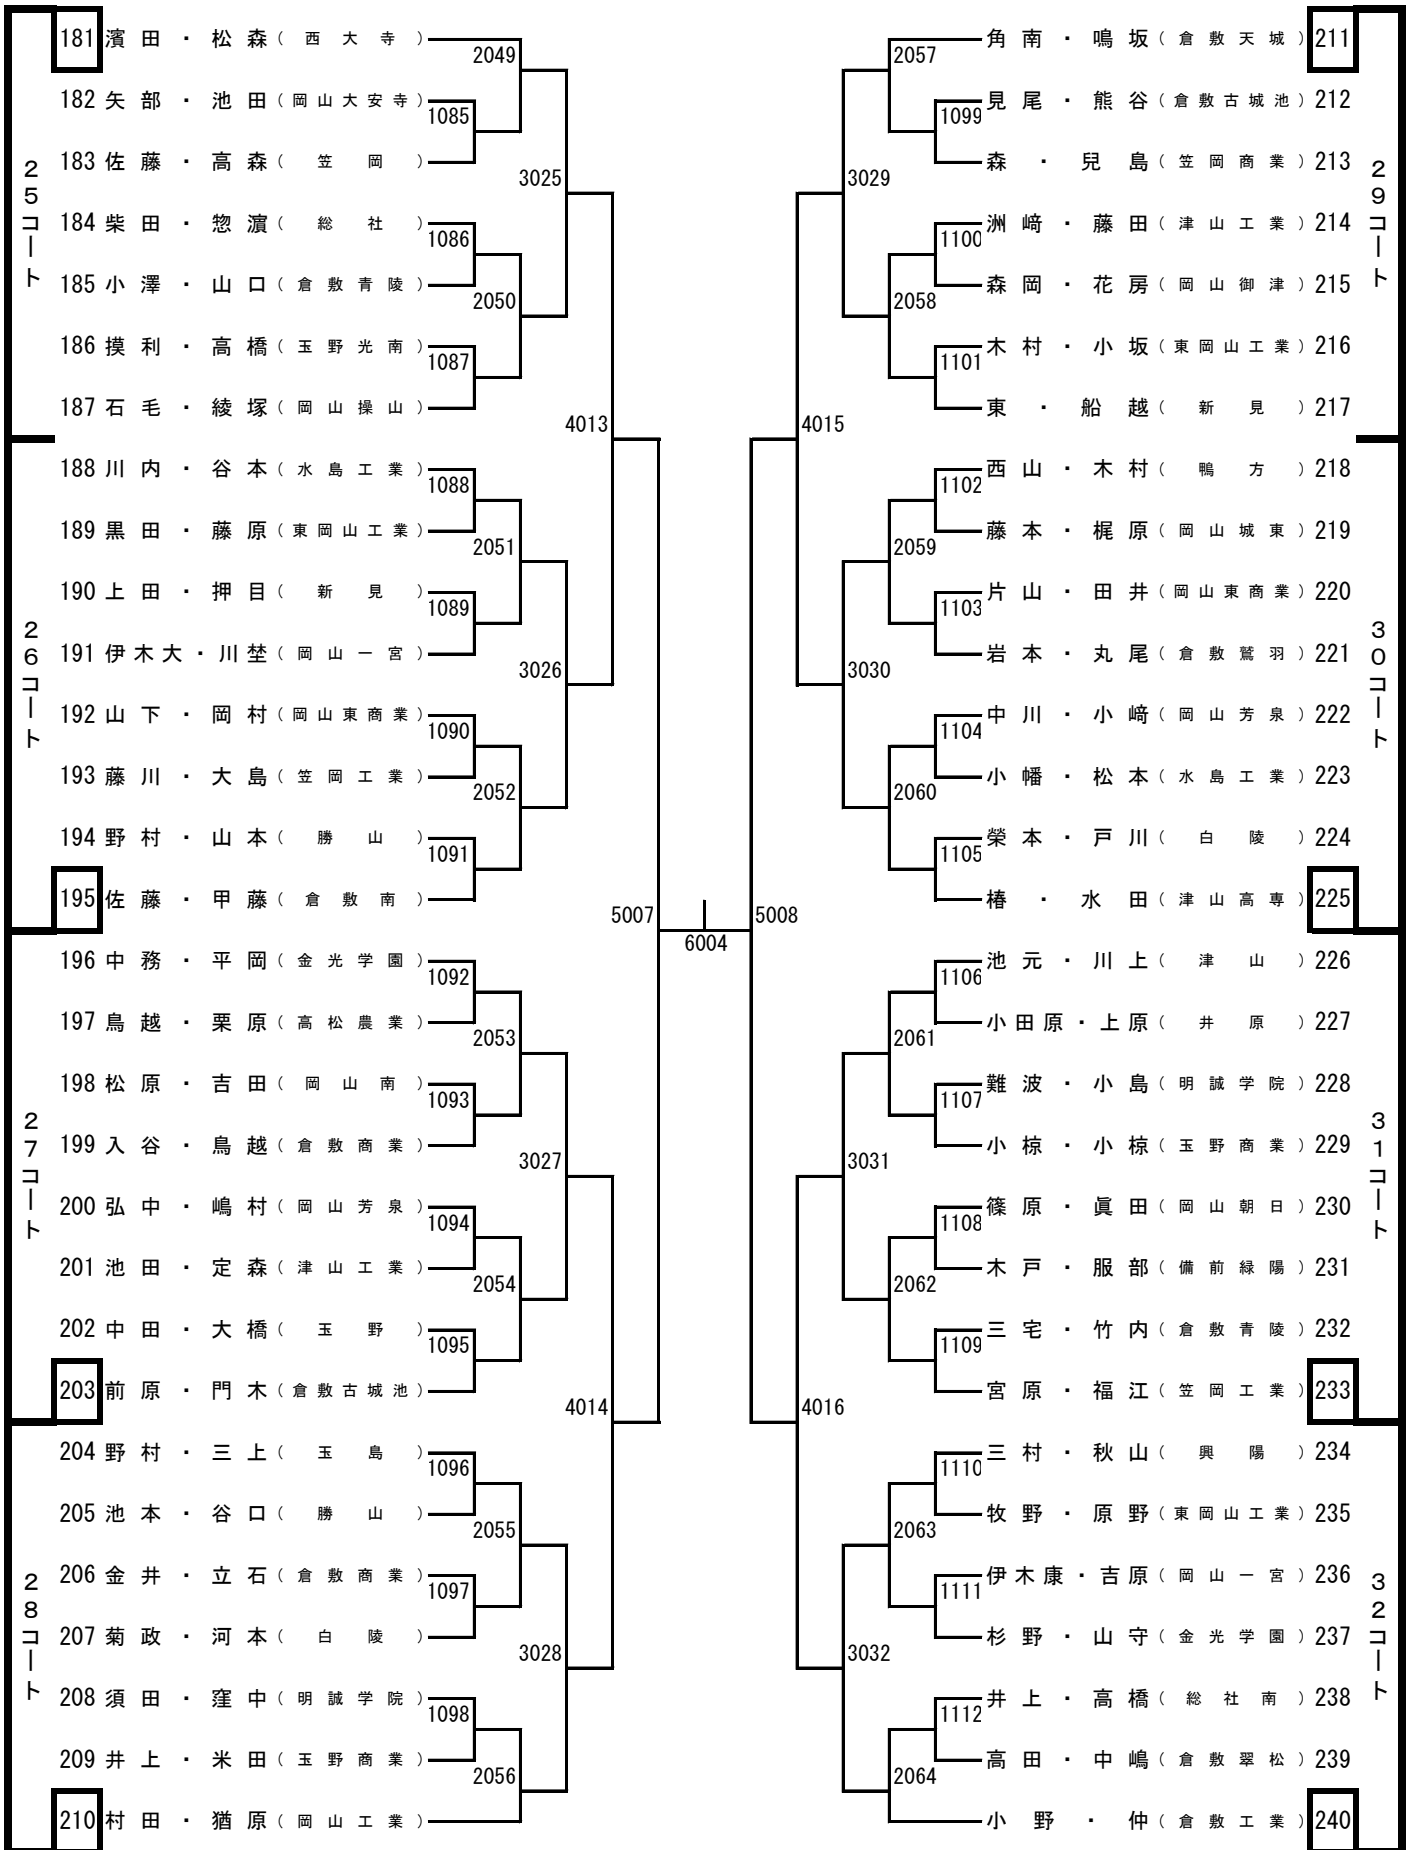 25コート
181 濱田・松森（西大寺）
182 矢部・池田（岡山大安寺）
183 佐藤・高森（笠岡）
184 柴田・惣濵（総社）
185 小澤・山口（倉敷青陵）
186 摸利・高橋（玉野光南）
187 石毛・綾塚（岡山操山）
26コート
188 川内・谷本（水島工業）
189 黒田・藤原（東岡山工業）
190 上田・押目（新見）
191 伊木大・川埜（岡山一宮）
192 山下・岡村（岡山東商業）
193 藤川・大島（笠岡工業）
194 野村・山本（勝山）
195 佐藤・甲藤（倉敷南）
27コート
196 中務・平岡（金光学園）
197 鳥越・栗原（高松農業）
198 松原・吉田（岡山南）
199 入谷・鳥越（倉敷商業）
200 弘中・嶋村（岡山芳泉）
201 池田・定森（津山工業）
202 中田・大橋（玉野）
203 前原・門木（倉敷古城池）
28コート
204 野村・三上（玉島）
205 池本・谷口（勝山）
206 金井・立石（倉敷商業）
207 菊政・河本（白陵）
208 須田・窪中（明誠学院）
209 井上・米田（玉野商業）
210 村田・猶原（岡山工業）
1085
1086
1087
1088
1089
1090
1091
1092
1093
1094
1095
1096
1097
1098
2049
2050
2051
2052
2053
2054
2055
2056
3025
3026
3027
3028
4013
4014
5007
6004
5008
4015
4016
3029
3030
3031
3032
2057
2058
2059
2060
2061
2062
2063
2064
1099
1100
1101
1102
1103
1104
1105
1106
1107
1108
1109
1110
1111
1112
角南・鳴坂（倉敷天城）211
見尾・熊谷（倉敷古城池）212
森・兒島（笠岡商業）213
洲﨑・藤田（津山工業）214
森岡・花房（岡山御津）215
木村・小坂（東岡山工業）216
東・船越（新見）217
29コート
西山・木村（鴨方）218
藤本・梶原（岡山城東）219
片山・田井（岡山東商業）220
岩本・丸尾（倉敷鷲羽）221
中川・小﨑（岡山芳泉）222
小幡・松本（水島工業）223
榮本・戸川（白陵）224
椿・水田（津山高専）225
30コート
池元・川上（津山）226
小田原・上原（井原）227
難波・小島（明誠学院）228
小椋・小椋（玉野商業）229
篠原・眞田（岡山朝日）230
木戸・服部（備前緑陽）231
三宅・竹内（倉敷青陵）232
宮原・福江（笠岡工業）233
31コート
三村・秋山（興陽）234
牧野・原野（東岡山工業）235
伊木康・吉原（岡山一宮）236
杉野・山守（金光学園）237
井上・高橋（総社南）238
高田・中嶋（倉敷翠松）239
小野・仲（倉敷工業）240
32コート